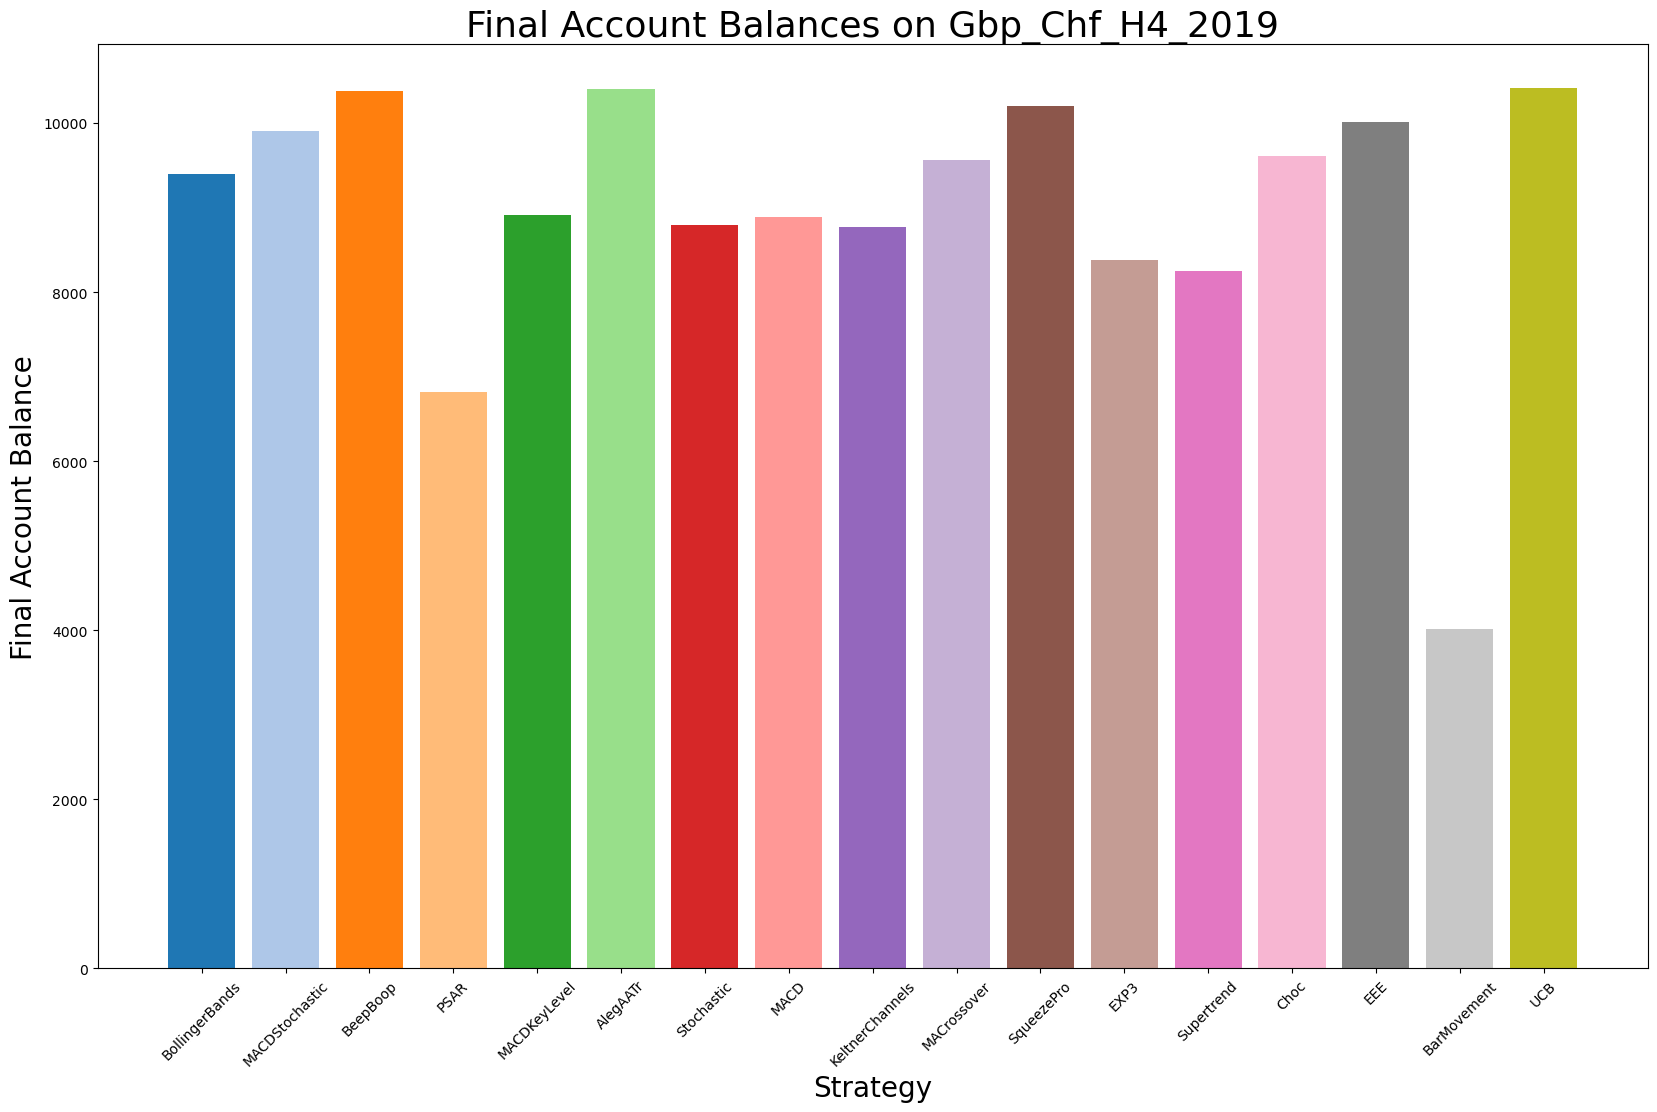 Final Account Balances on Gbp_Chf_H4_2019
Final Account Balance
10000
8000
6000
4000
2000
0
BollingerBands
MACDStochastic
BeepBoop
PSAR
MACDKeyLevel
AlegAATr
Stochastic
MACD
KeltnerChannels
MACrossover
SqueezePro
EXP3
Supertrend
Choc
EEE
BarMovement
UCB
Strategy